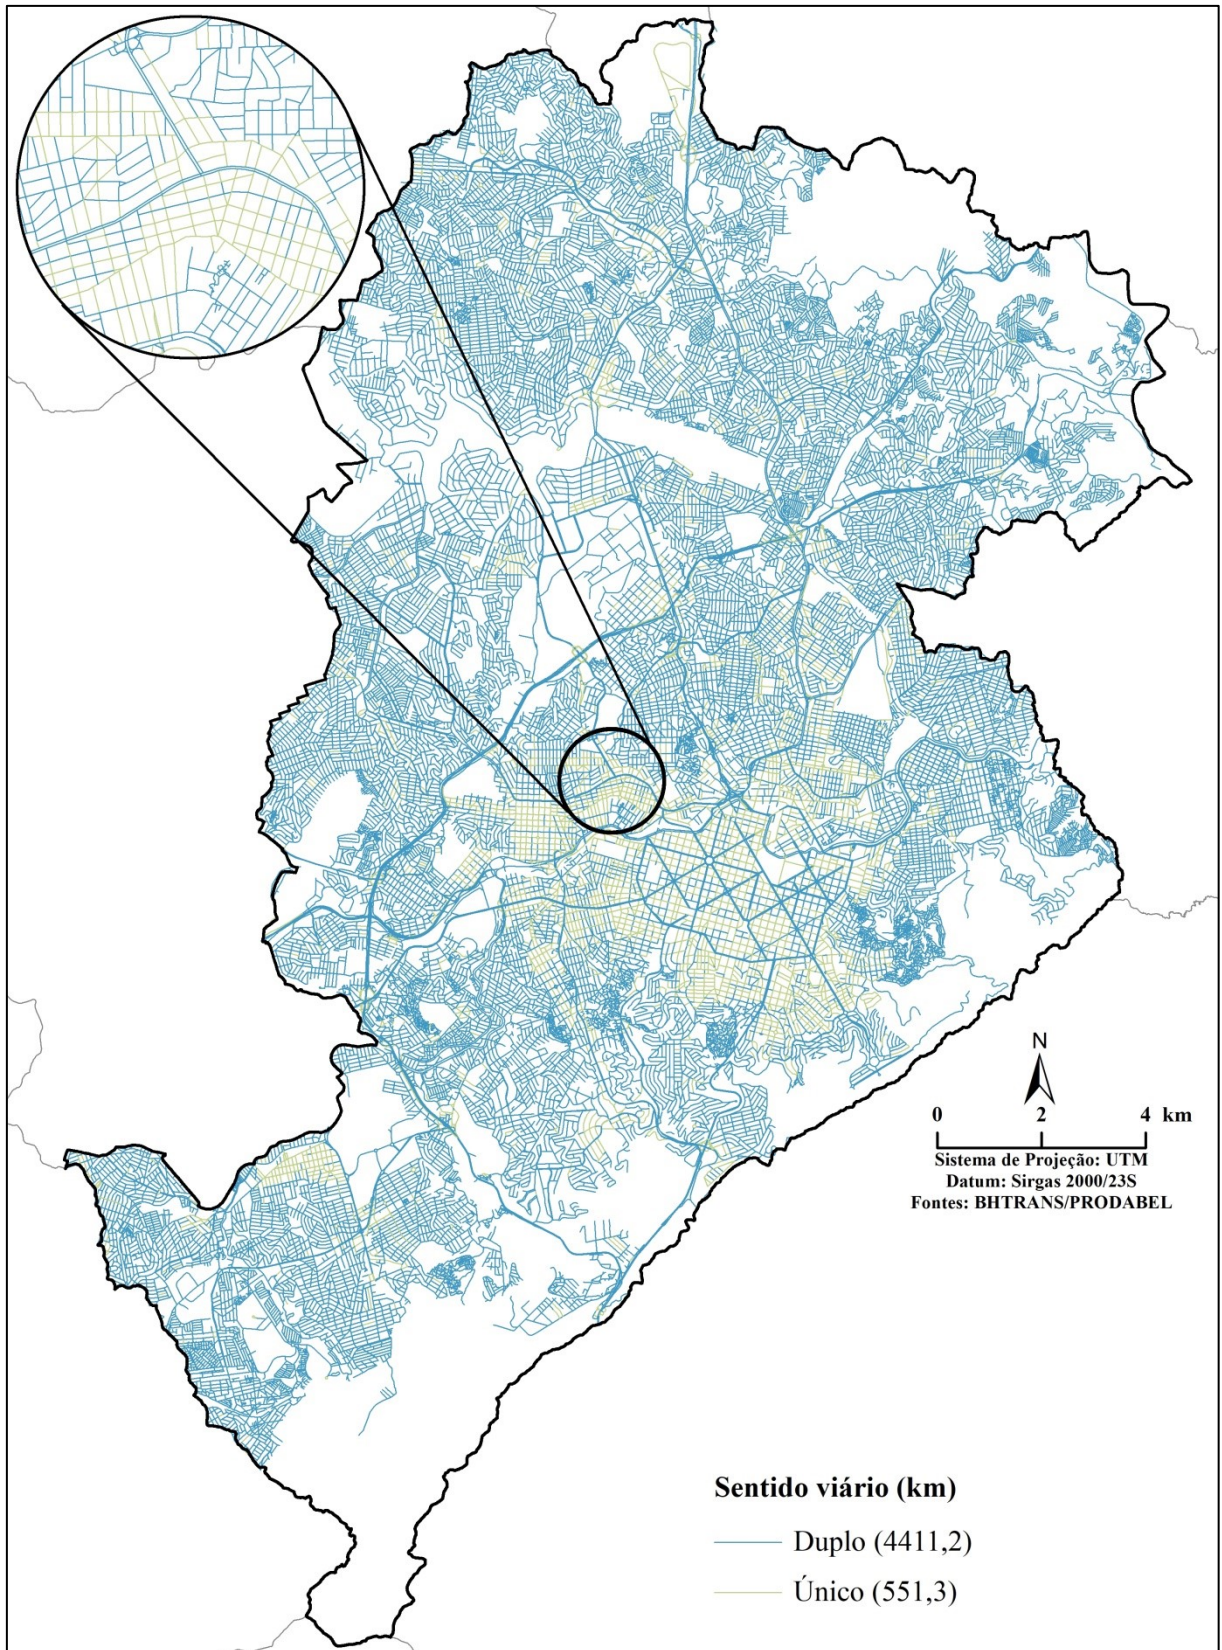 N
0 2 4 km
Sistema de Projeção: UTM
Datum: Sirgas 2000/23S
Fontes: BHTRANS/PRODABEL
Sentido viário (km)
Duplo (4411,2)
Único (551,3)